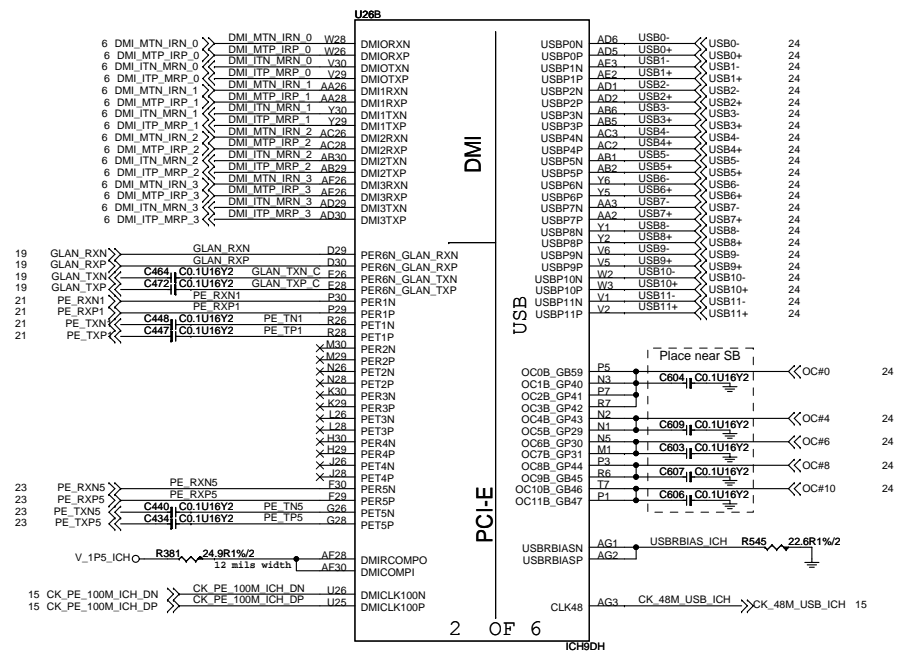 U26B
6 DMI_MTN_IRN_0 DMI_MTN_IRN_0 W28 DMIORXN
6 DMI_MTP_IRP_0 DMI_MTP_IRP_0 W26 DMIORXP
6 DMI_ITN_MRN_0 DMI_ITN_MRN_0 V30 DMIOTXN
6 DMI_ITP_MRP_0 DMI_ITP_MRP_0 V29 DMIOTXP
6 DMI_MTN_IRN_1 DMI_MTN_IRN_1 AA26 DMI1RXN
6 DMI_MTP_IRP_1 DMI_MTP_IRP_1 AA28 DMI1RXP
6 DMI_ITN_MRN_1 DMI_ITN_MRN_1 Y30 DMI1TXN
6 DMI_ITP_MRP_1 DMI_ITP_MRP_1 Y29 DMI1TXP
6 DMI_MTN_IRN_2 DMI_MTN_IRN_2 AC26 DMI2RXN
6 DMI_MTP_IRP_2 DMI_MTP_IRP_2 AC28 DMI2RXP
6 DMI_ITN_MRN_2 DMI_ITN_MRN_2 AB30 DMI2TXN
6 DMI_ITP_MRP_2 DMI_ITP_MRP_2 AB29 DMI2TXP
6 DMI_MTN_IRN_3 DMI_MTN_IRN_3 AE26 DMI3RXN
6 DMI_MTP_IRP_3 DMI_MTP_IRP_3 AE26 DMI3RXP
6 DMI_ITN_MRN_3 DMI_ITN_MRN_3 AD29 DMI3TXN
6 DMI_ITP_MRP_3 DMI_ITP_MRP_3 AD30 DMI3TXP
DMI
19 GLAN_RXN GLAN_RXN D29 PER6N_GLAN_RXN
19 GLAN_RXP GLAN_RXP D30 PER6N_GLAN_RXP
19 GLAN_TXN C464 C0.1U16Y2 GLAN_TXN_C E26 PER6N_GLAN_TXN
19 GLAN_TXP C472 C0.1U16Y2 GLAN_TXP_C E28 PER6N_GLAN_TXP
21 PE_RXN1 PE_RXN1 P30 PER1N
21 PE_RXP1 PE_RXP1 P29 PER1P
21 PE_TXN1 C448 C0.1U16Y2 PE_TN1 R26 PET1N
21 PE_TXP1 C447 C0.1U16Y2 PE_TP1 R28 PET1P
M30 PER2N
M29 PER2P
N26 PET2N
N28 PET2P
K30 PER3N
K29 PER3P
L26 PET3N
L28 PET3P
H30 PER4N
H29 PER4P
J26 PET4N
J28 PET4P
23 PE_RXN5 PE_RXN5 F30 PER5N
23 PE_RXP5 PE_RXP5 F29 PER5P
23 PE_TXN5 C440 C0.1U16Y2 PE_TN5 G26 PET5N
23 PE_TXP5 C434 C0.1U16Y2 PE_TP5 G28 PET5P
PCI-E
V_1P5_ICH R381 24.9R1%/2 AF28 DMIRCOMPO
12 mils width AF30 DMICOMPI
15 CK_PE_100M_ICH_DN CK_PE_100M_ICH_DN U26 DMICLK100N
15 CK_PE_100M_ICH_DP CK_PE_100M_ICH_DP U25 DMICLK100P
USBP0N AD6 USB0- USB0- 24
USBP0P AD5 USB0+ USB0+ 24
USBP1N AE3 USB1- USB1- 24
USBP1P AE2 USB1+ USB1+ 24
USBP2N AD1 USB2- USB2- 24
USBP2P AD2 USB2+ USB2+ 24
USBP3N AB6 USB3- USB3- 24
USBP3P AB5 USB3+ USB3+ 24
USBP4N AC3 USB4- USB4- 24
USBP4P AC2 USB4+ USB4+ 24
USBP5N AB1 USB5- USB5- 24
USBP5P AB2 USB5+ USB5+ 24
USBP6N Y6 USB6- USB6- 24
USBP6P Y5 USB6+ USB6+ 24
USBP7N AA3 USB7- USB7- 24
USBP7P AA2 USB7+ USB7+ 24
USBP8N Y1 USB8- USB8- 24
USBP8P Y2 USB8+ USB8+ 24
USBP9N V6 USB9- USB9- 24
USBP9P V5 USB9+ USB9+ 24
USBP10N W2 USB10- USB10- 24
USBP10P W3 USB10+ USB10+ 24
USBP11N V1 USB11- USB11- 24
USBP11P V2 USB11+ USB11+ 24
USB
Place near SB
OC0B_GB59 P5 OC#0 24
OC1B_GP40 N3 C604 C0.1U16Y2
OC2B_GP41 P7
OC3B_GP42 R7
OC4B_GP43 N2 OC#4 24
OC5B_GP29 N1 C609 C0.1U16Y2
OC6B_GP30 N5 OC#6 24
OC7B_GP31 M1 C603 C0.1U16Y2
OC8B_GP44 P3 OC#8 24
OC9B_GB45 R6 C607 C0.1U16Y2
OC10B_GB46 T7 OC#10 24
OC11B_GB47 P1 C606 C0.1U16Y2
USBRBIASN AG1 USBRBIAS_ICH R545 22.6R1%/2
USBRBIASP AG2
CLK48 AG3 CK_48M_USB_ICH CK_48M_USB_ICH 15
2 OF 6
ICH9DH